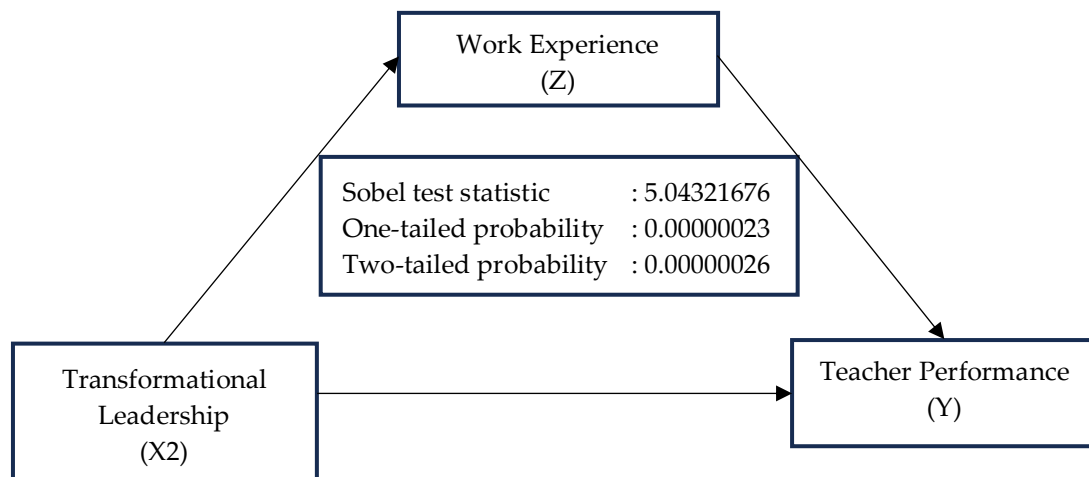 Work Experience
(Z)
Sobel test statistic : 5.04321676
One-tailed probability : 0.00000023
Two-tailed probability : 0.00000026
Transformational
Leadership
(X2)
Teacher Performance
(Y)